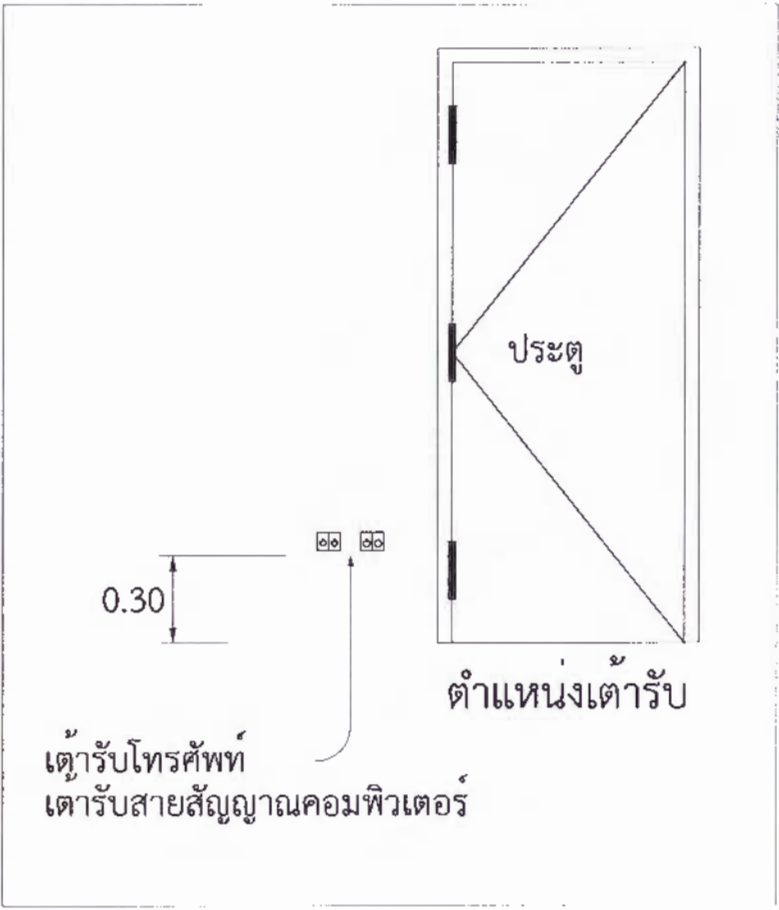 ประตู
0.30
ตำแหน่งเต้ารับ
เต้ารับโทรศัพท์
เต้ารับสายสัญญาณคอมพิวเตอร์